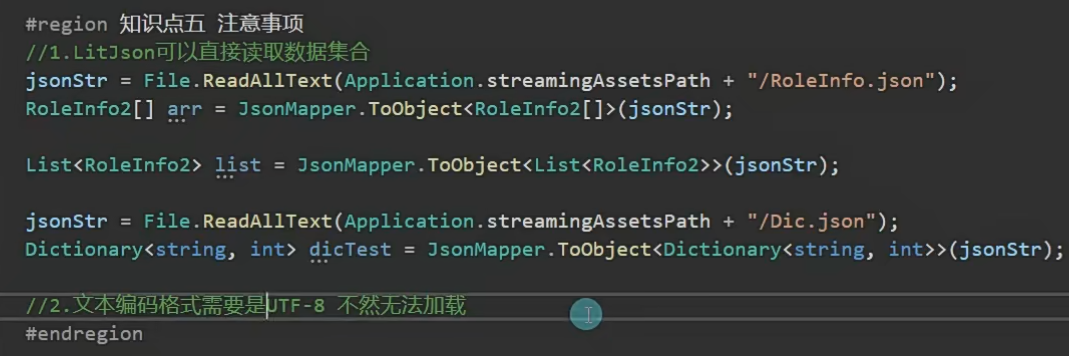 #region 知识点五 注意事项
//1.LitJson可以直接读取数据集合
jsonStr = File.ReadAllText(Application.streamingAssetsPath + "/RoleInfo.json");
RoleInfo2[] arr = JsonMapper.ToObject<RoleInfo2[]>(jsonStr);
List<RoleInfo2> list = JsonMapper.ToObject<List<RoleInfo2>>(jsonStr);
jsonStr = File.ReadAllText(Application.streamingAssetsPath + "/Dic.json");
Dictionary<string, int> dicTest = JsonMapper.ToObject<Dictionary<string, int>>(jsonStr);
//2.文本编码格式需要是UTF-8 不然无法加载
#endregion